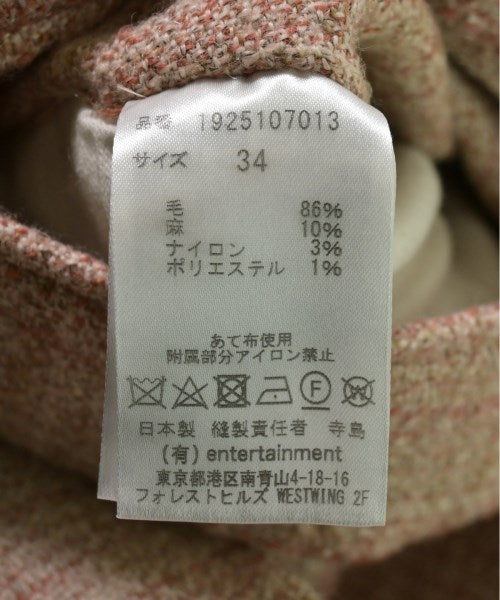 品番 1925107013
サイズ 34
毛 86%
麻 10%
ナイロン 3%
ポリエステル 1%
あて布使用
附属部分アイロン禁止
日本製 縫製責任者 寺島
(有) entertainment
東京都港区南青山4-18-16
フォレストヒルズ WESTWING 2F